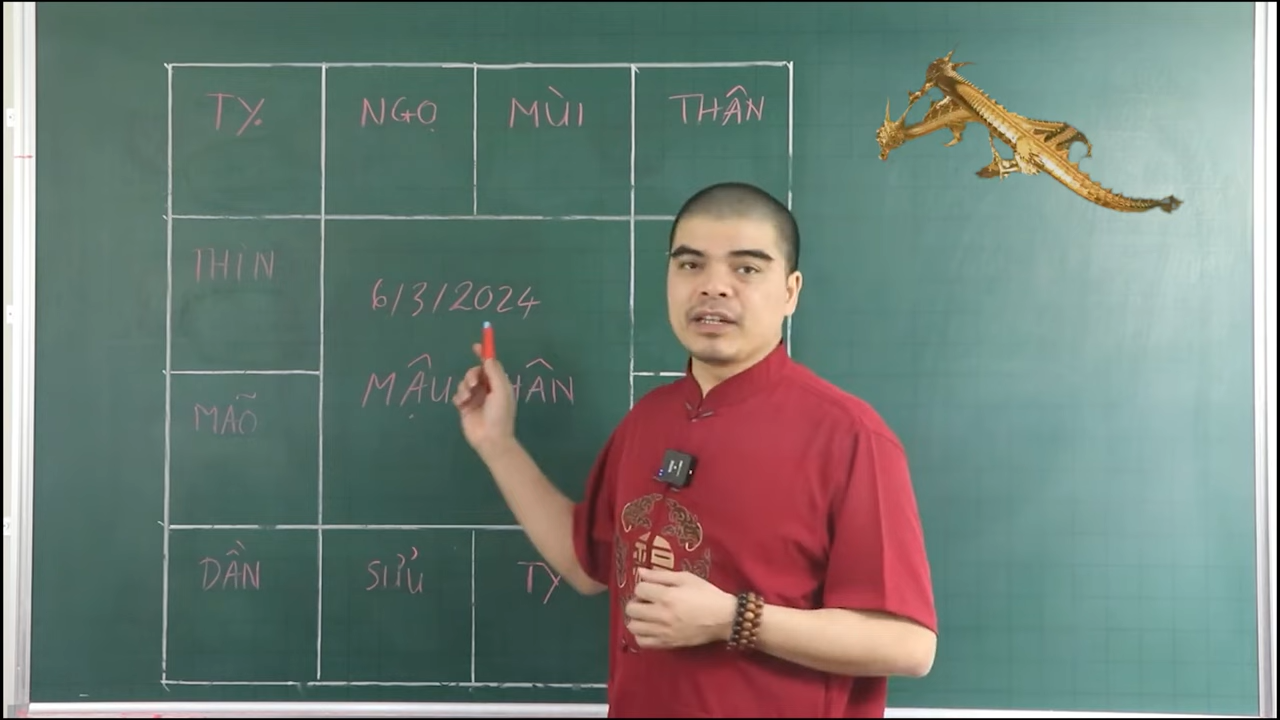 TỴ NGỌ MÙI THÂN
THÌN
6/3/2024
MẬU THÂN
MÃO
DẦN SỬU TÝ